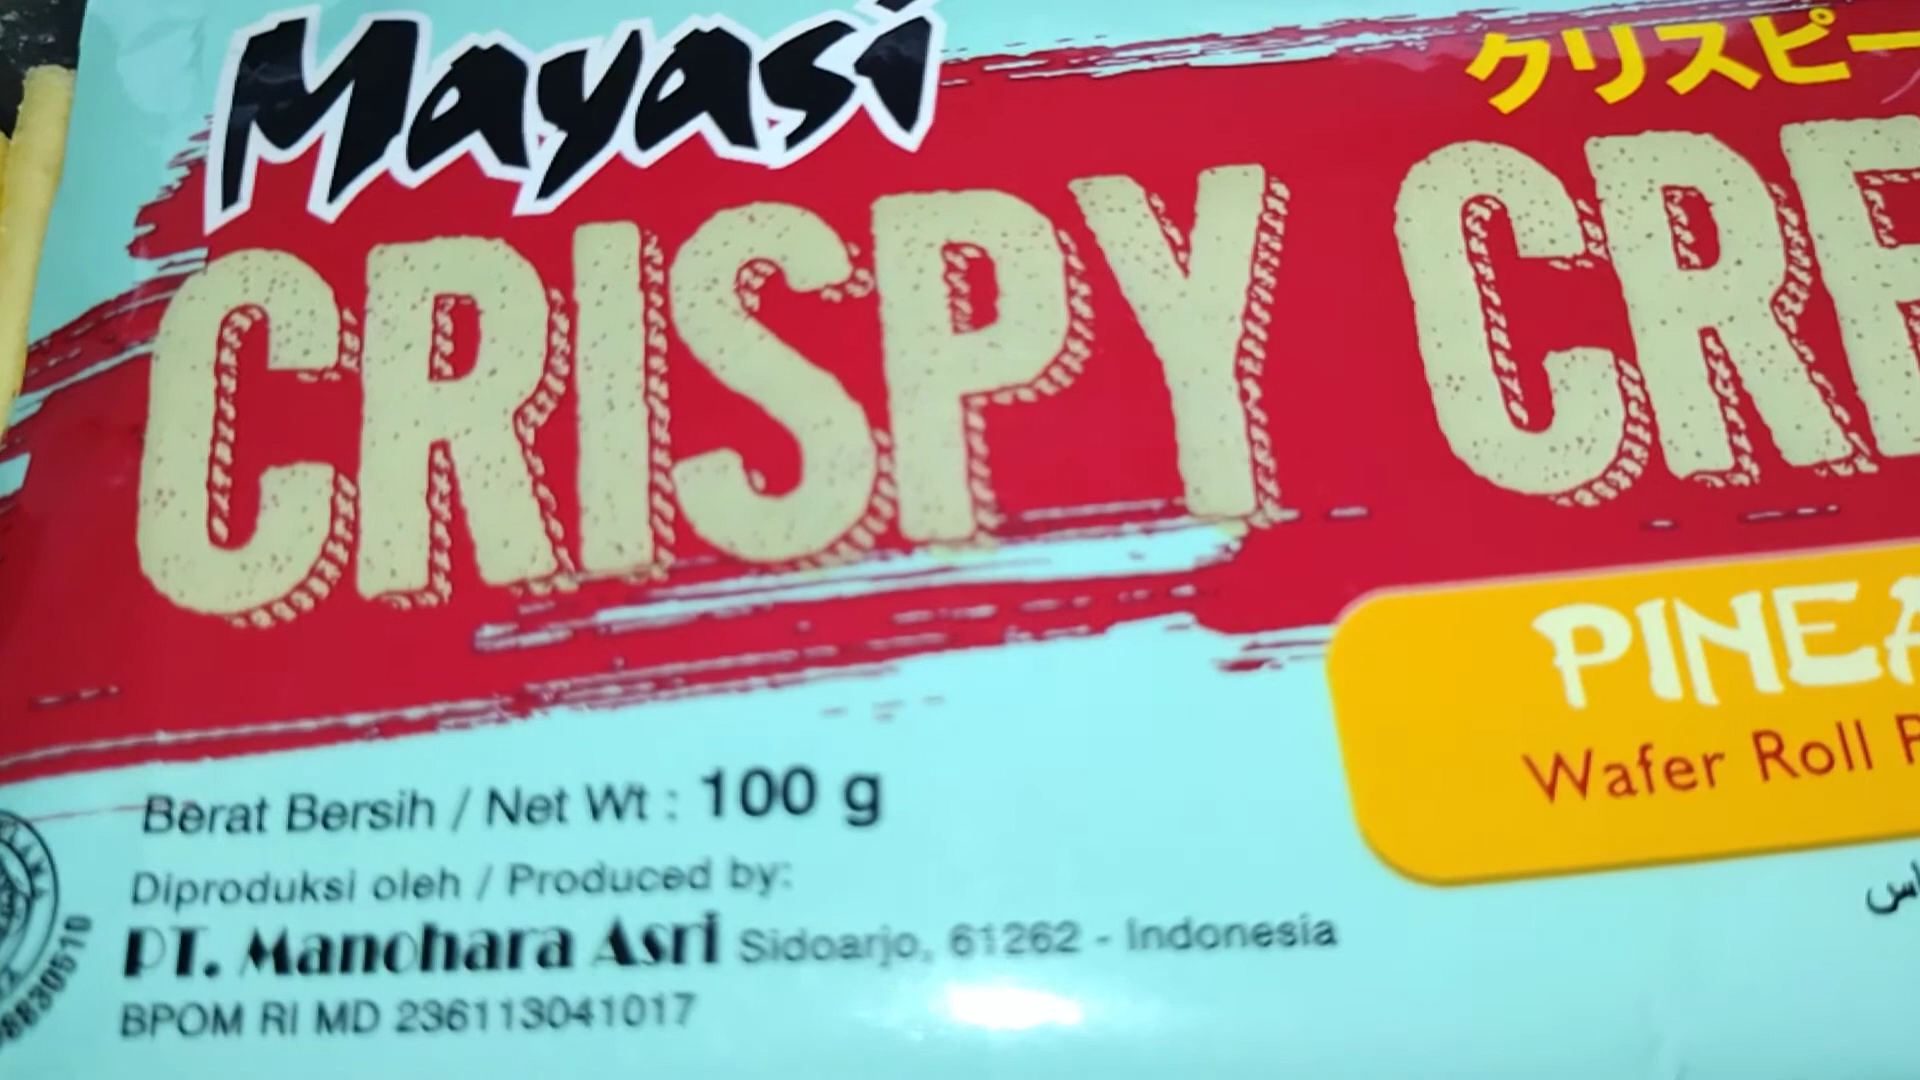 Mayasi
クリスピー
CRISPY CRE
PINEA
Wafer Roll
Berat Bersih / Net Wt : 100 g
Diproduksi oleh / Produced by:
PT. Manohara Asri Sidoarjo, 61262 - Indonesia
BPOM RI MD 236113041017